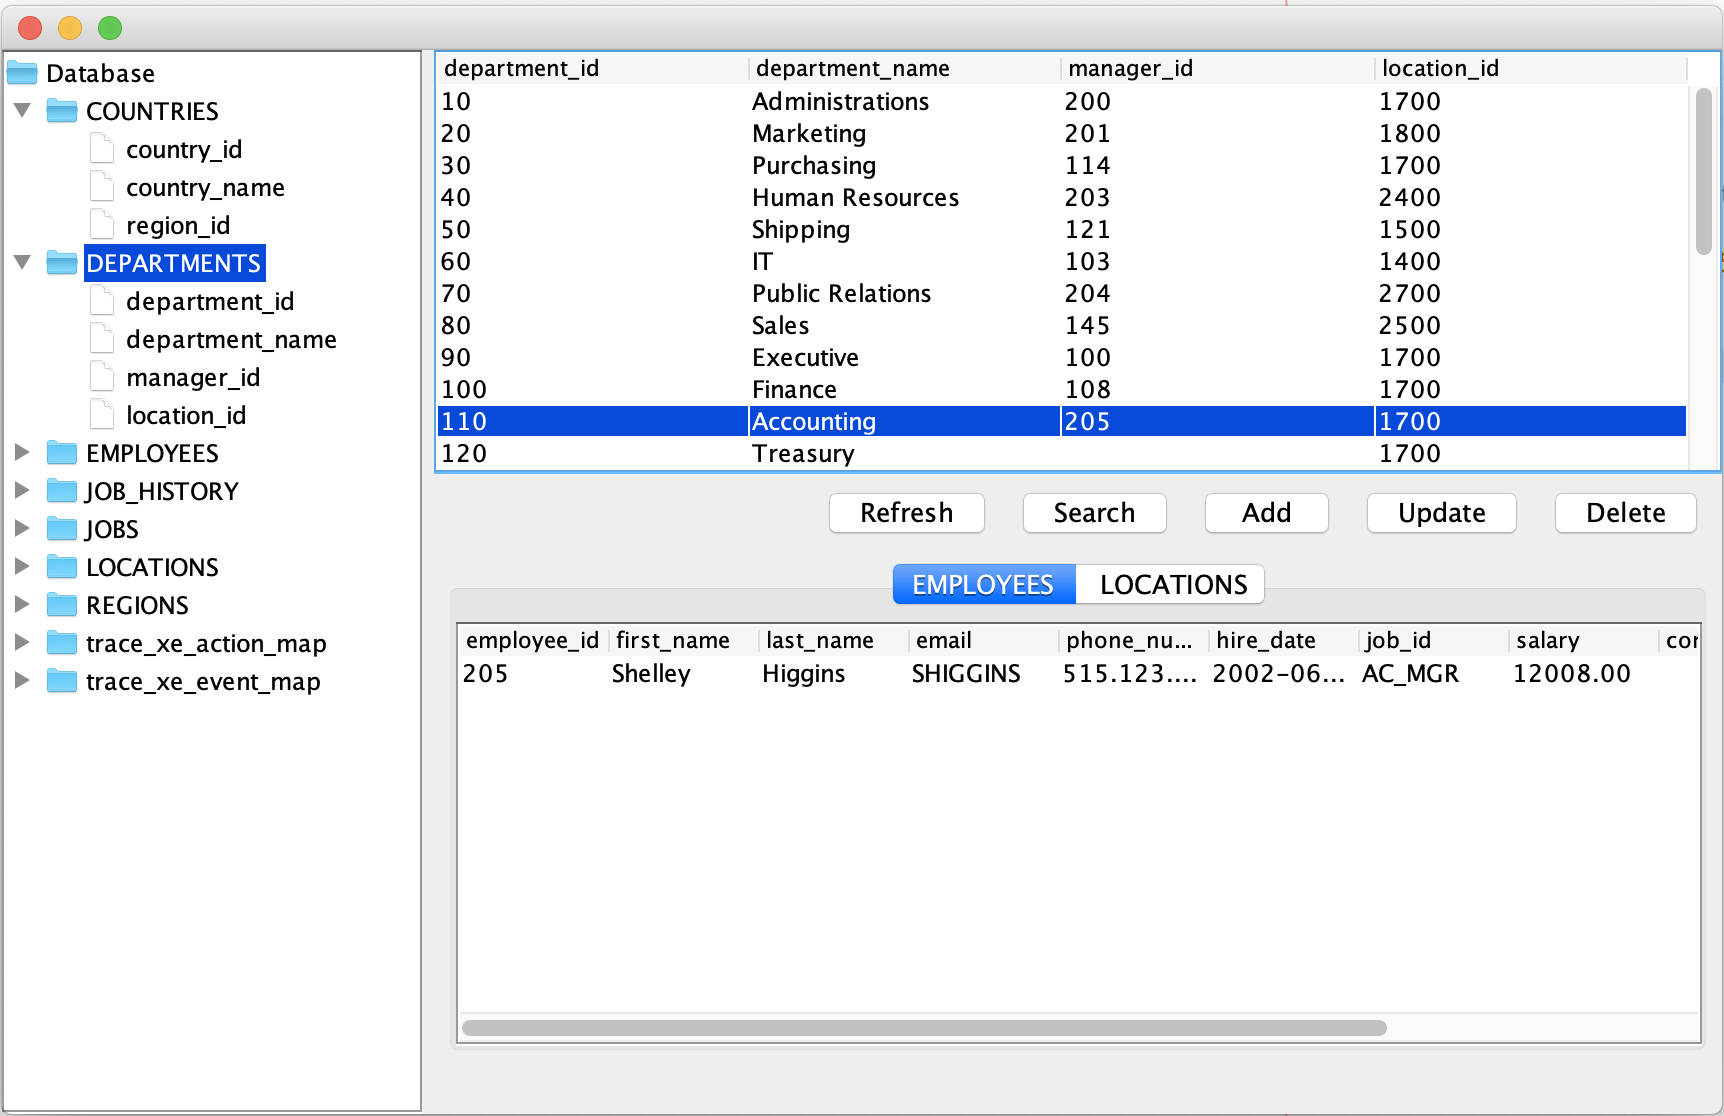 Database
COUNTRIES
country_id
country_name
region_id
DEPARTMENTS
department_id
department_name
manager_id
location_id
EMPLOYEES
JOB_HISTORY
JOBS
LOCATIONS
REGIONS
trace_xe_action_map
trace_xe_event_map
department_id department_name manager_id location_id
10 Administrations 200 1700
20 Marketing 201 1800
30 Purchasing 114 1700
40 Human Resources 203 2400
50 Shipping 121 1500
60 IT 103 1400
70 Public Relations 204 2700
80 Sales 145 2500
90 Executive 100 1700
100 Finance 108 1700
110 Accounting 205 1700
120 Treasury 1700
Refresh Search Add Update Delete
EMPLOYEES LOCATIONS
employee_id first_name last_name email phone_nu... hire_date job_id salary
205 Shelley Higgins SHIGGINS 515.123.... 2002-06... AC_MGR 12008.00